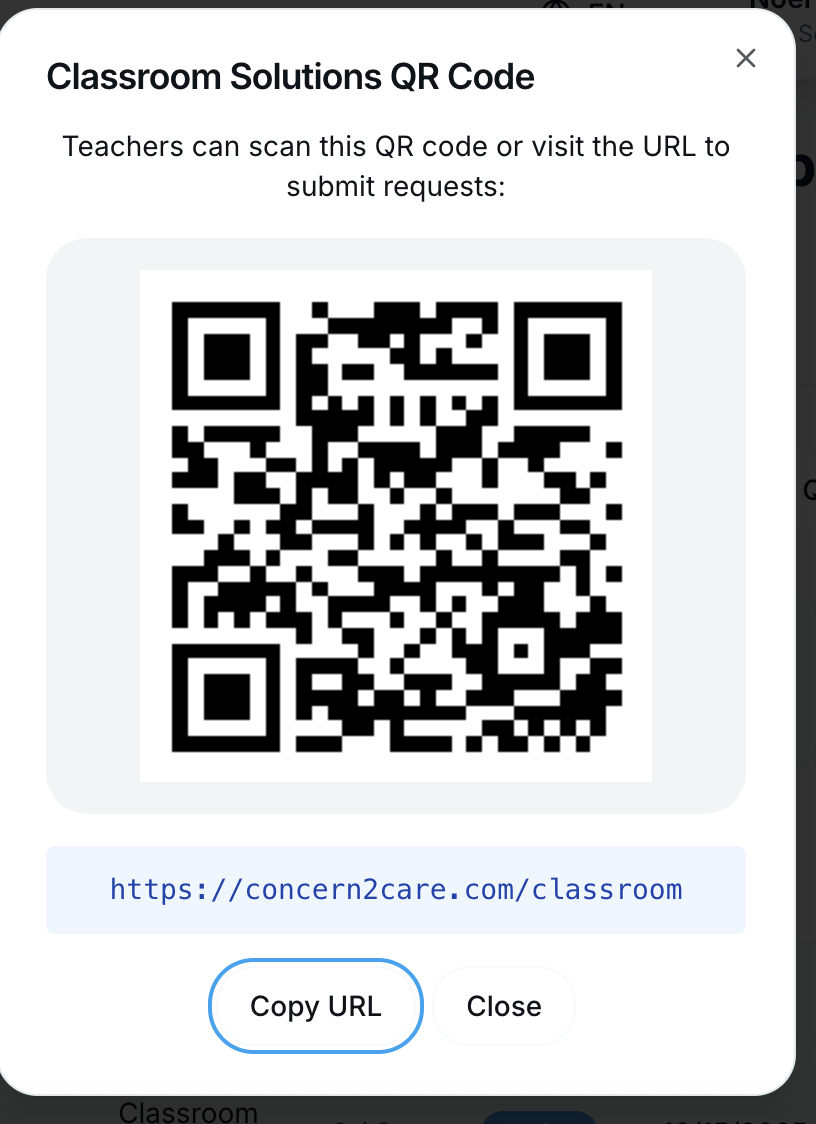 EN
Classroom Solutions QR Code
Teachers can scan this QR code or visit the URL to
submit requests:
https://concern2care.com/classroom
Copy URL
Close
Classroom